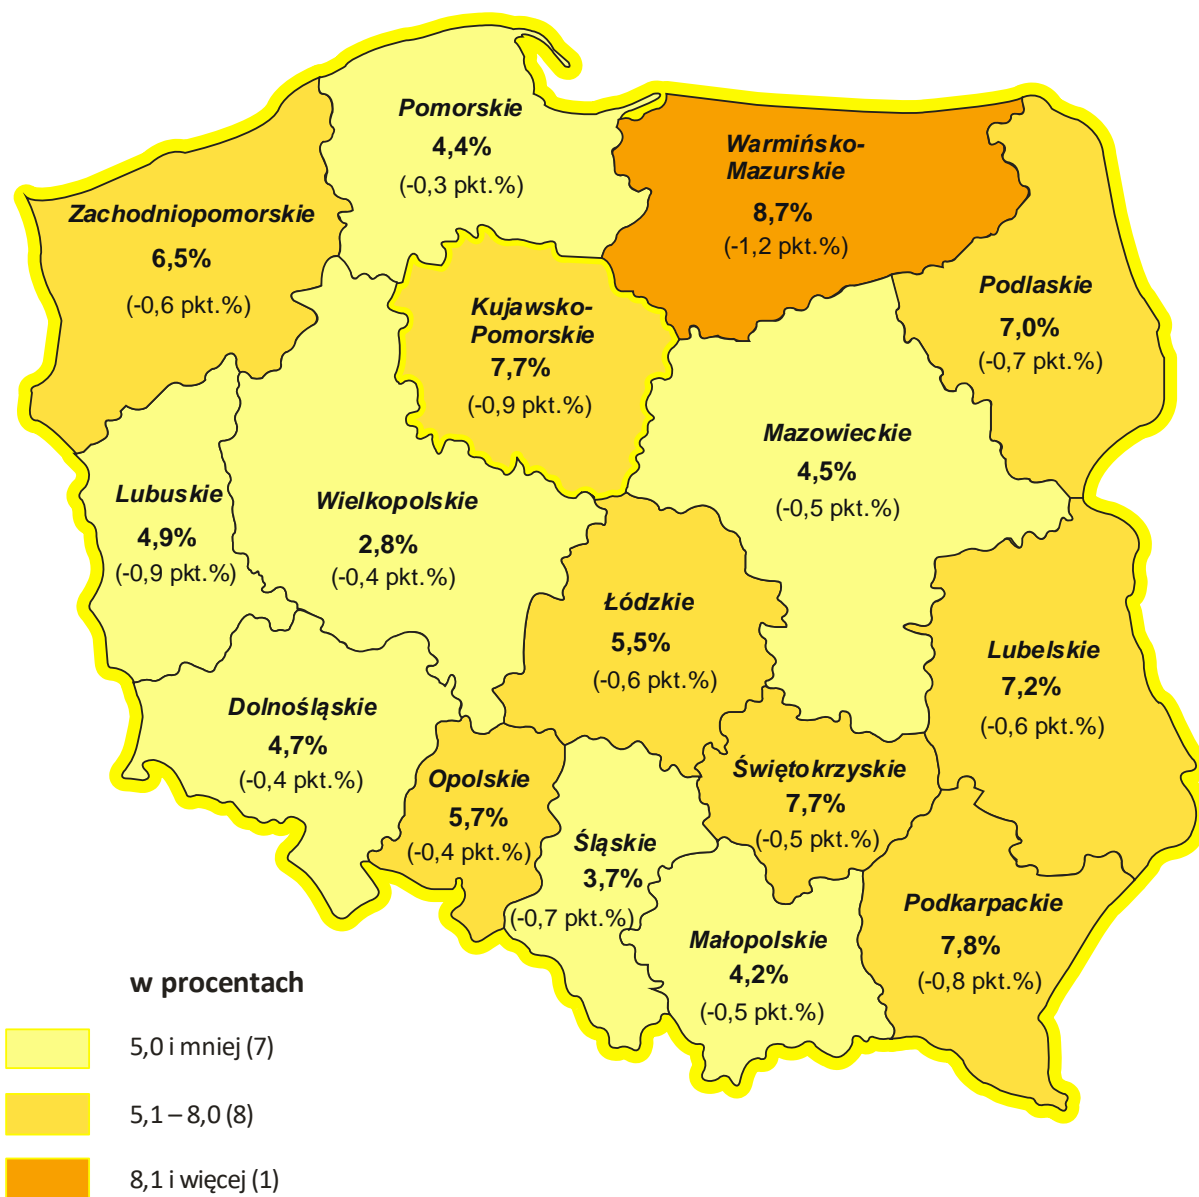 Pomorskie
4,4%
(-0,3 pkt.%)
Warmińsko-
Mazurskie
8,7%
(-1,2 pkt.%)
Zachodniopomorskie
6,5%
(-0,6 pkt.%)
Kujawsko-
Pomorskie
7,7%
(-0,9 pkt.%)
Podlaskie
7,0%
(-0,7 pkt.%)
Mazowieckie
4,5%
(-0,5 pkt.%)
Lubuskie
4,9%
(-0,9 pkt.%)
Wielkopolskie
2,8%
(-0,4 pkt.%)
Łódzkie
5,5%
(-0,6 pkt.%)
Lubelskie
7,2%
(-0,6 pkt.%)
Dolnośląskie
4,7%
(-0,4 pkt.%)
Opolskie
5,7%
(-0,4 pkt.%)
Śląskie
3,7%
(-0,7 pkt.%)
Świętokrzyskie
7,7%
(-0,5 pkt.%)
Małopolskie
4,2%
(-0,5 pkt.%)
Podkarpackie
7,8%
(-0,8 pkt.%)
w procentach
5,0 i mniej (7)
5,1 – 8,0 (8)
8,1 i więcej (1)